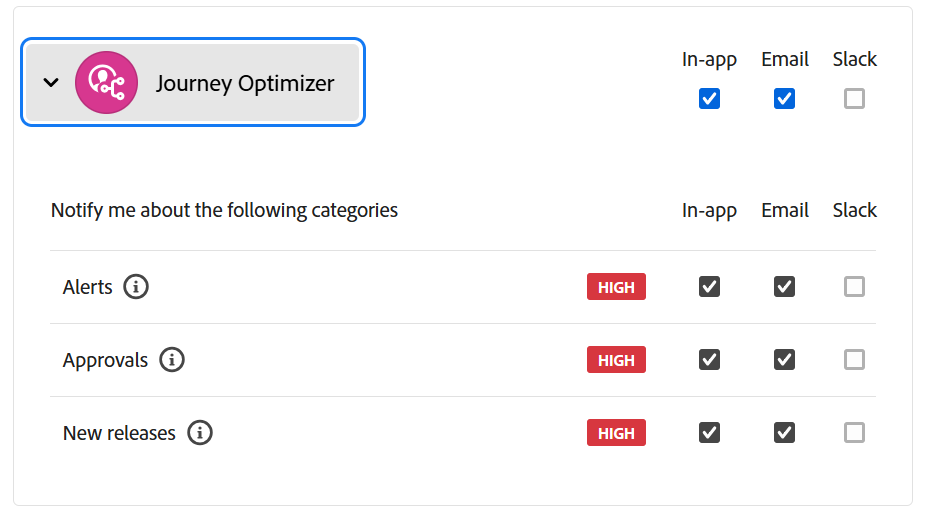 Journey Optimizer
In-app Email Slack
Notify me about the following categories In-app Email Slack
Alerts HIGH
Approvals HIGH
New releases HIGH